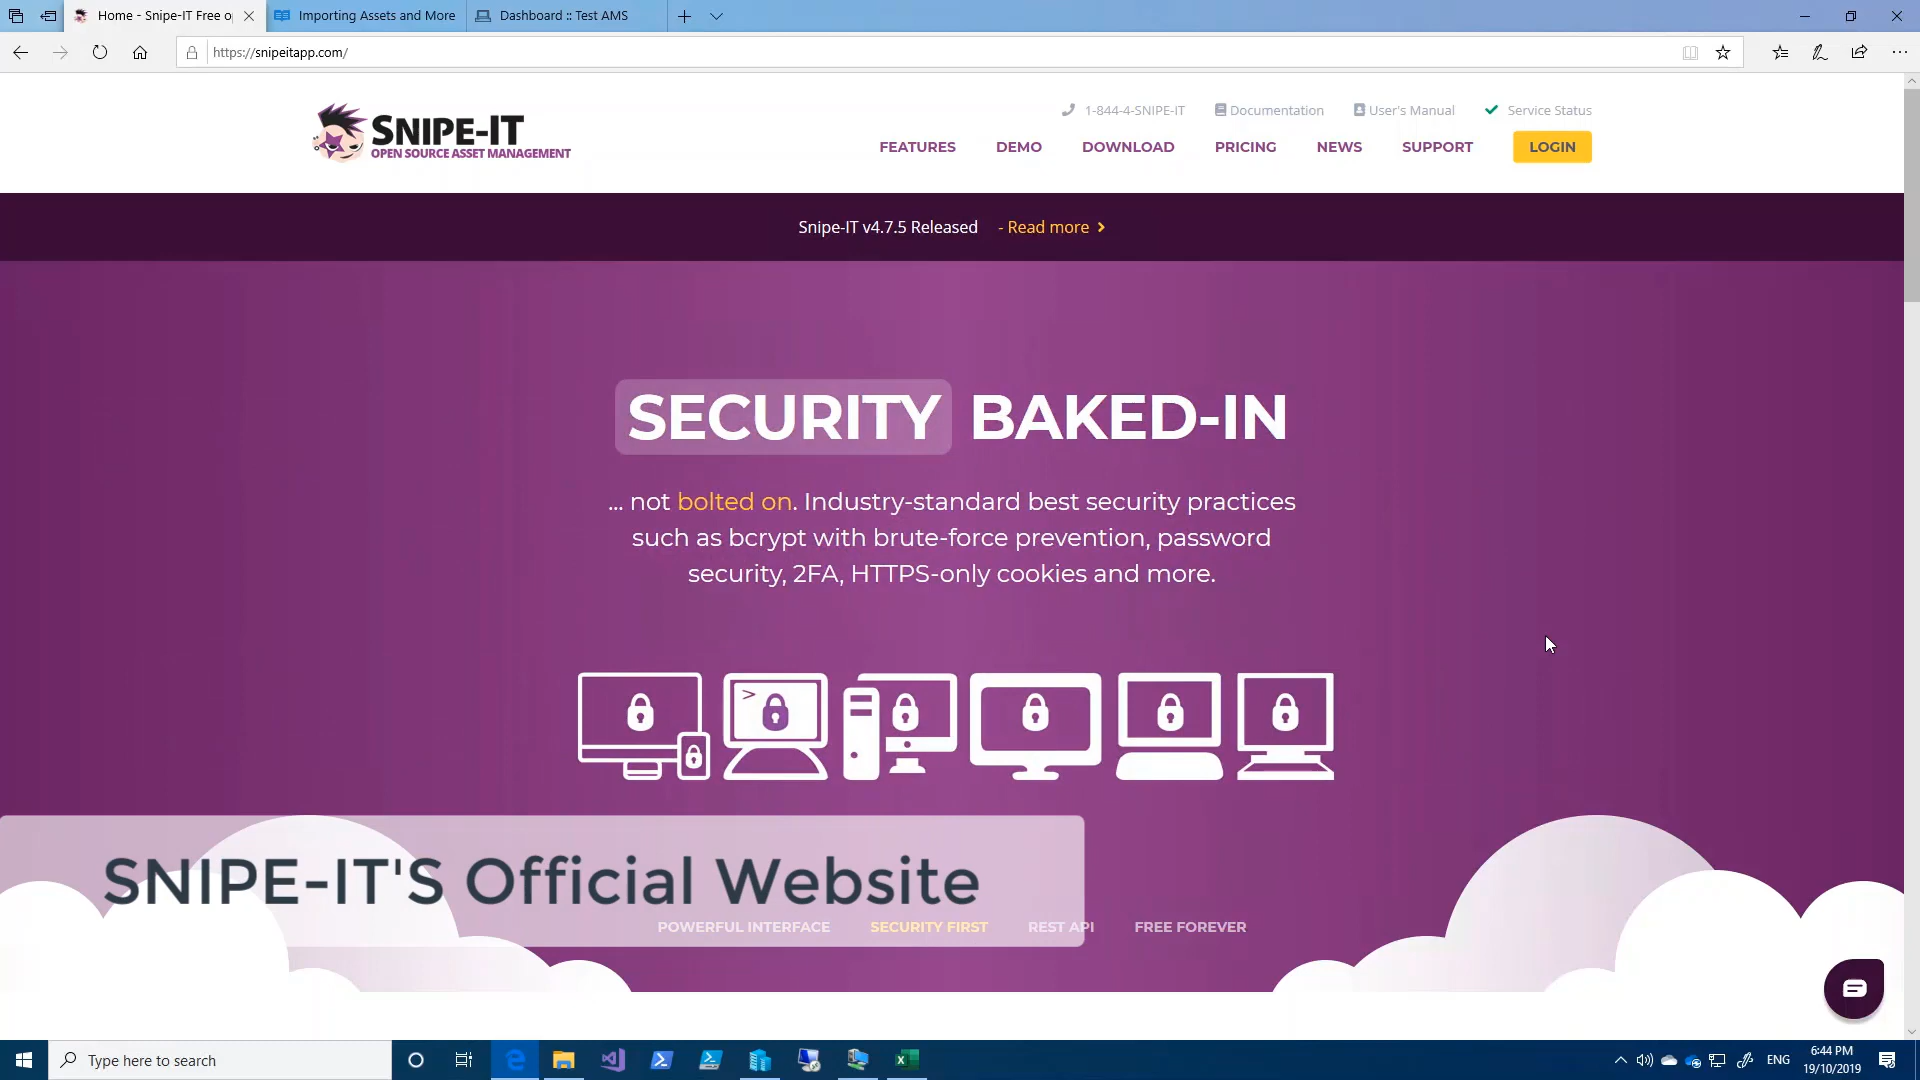 Home - Snipe-IT Free o
Importing Assets and More
Dashboard :: Test AMS
https://snipeitapp.com/
1-844-4-SNIPE-IT
Documentation
User's Manual
Service Status
SNIPE-IT
OPEN SOURCE ASSET MANAGEMENT
FEATURES
DEMO
DOWNLOAD
PRICING
NEWS
SUPPORT
LOGIN
Snipe-IT v4.7.5 Released - Read more
SECURITY BAKED-IN
... not bolted on. Industry-standard best security practices
such as bcrypt with brute-force prevention, password
security, 2FA, HTTPS-only cookies and more.
SNIPE-IT'S Official Website
POWERFUL INTERFACE
SECURITY FIRST
REST API
FREE FOREVER
Type here to search
ENG
6:44 PM
19/10/2019